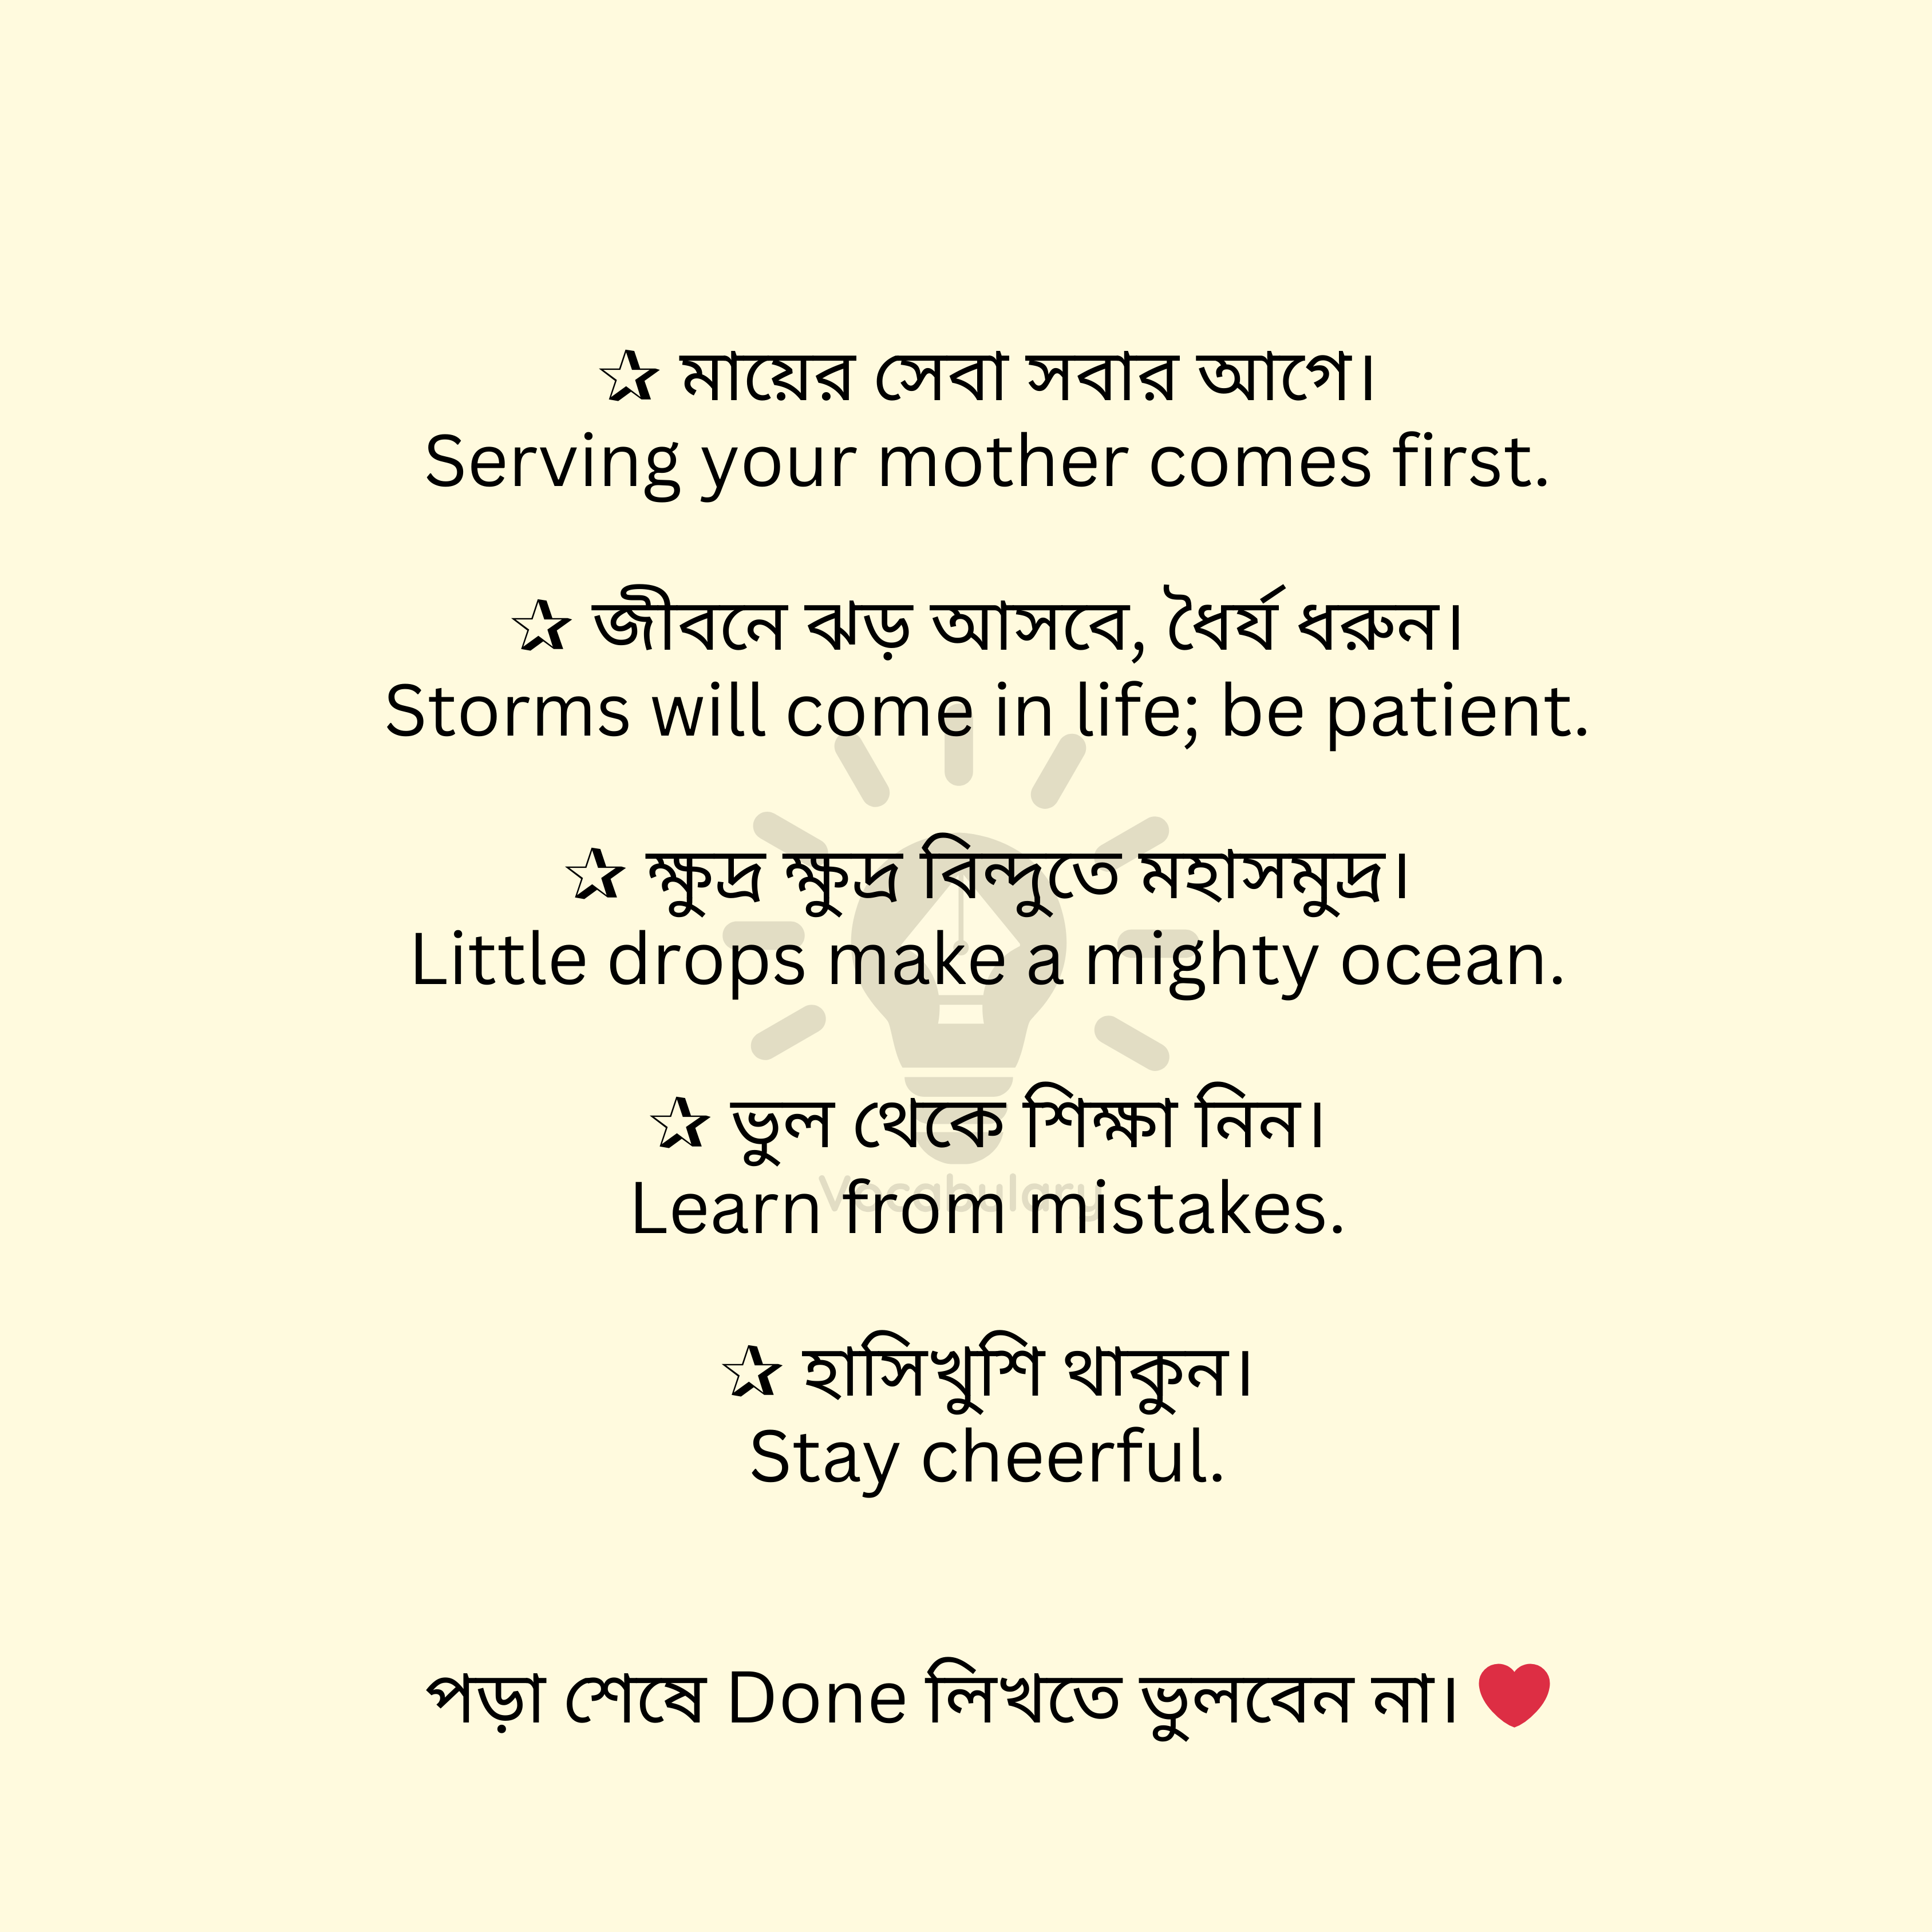 ✰ মায়ের সেবা সবার আগে।
Serving your mother comes first.
✰ জীবনে ঝড় আসবে, ধৈর্য ধরুন।
Storms will come in life; be patient.
✰ ক্ষুদ্র ক্ষুদ্র বিন্দুতে মহাসমুদ্র।
Little drops make a mighty ocean.
✰ ভুল থেকে শিক্ষা নিন।
Vocabulary
Learn from mistakes.
✰ হাসিখুশি থাকুন।
Stay cheerful.
পড়া শেষে Done লিখতে ভুলবেন না। ❤️